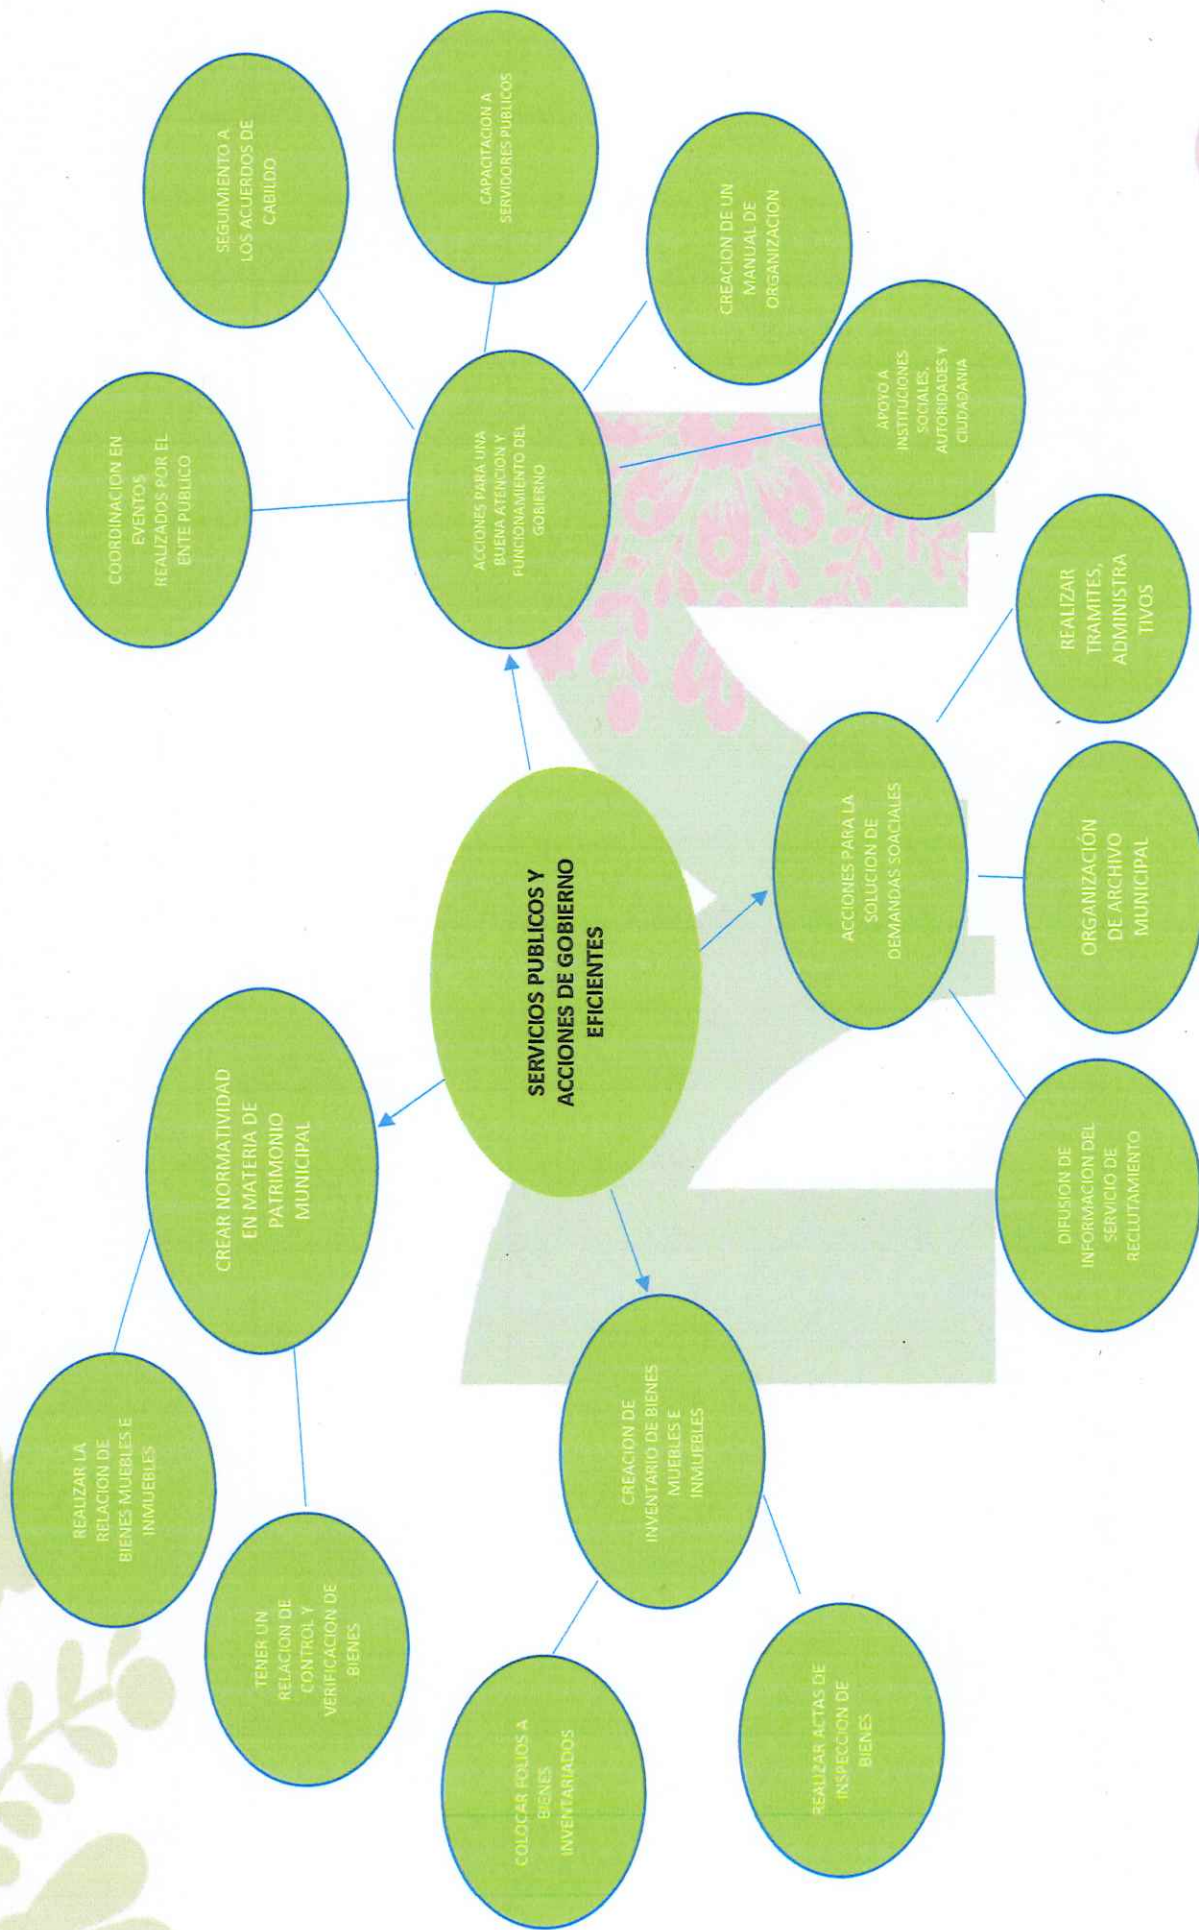 REALIZAR LA
RELACION DE
BIENES MUEBLES E
INMUEBLES
TENER UN
RELACION DE
CONTROL Y
VERIFICACION DE
BIENES
CREAR NORMATIVIDAD
EN MATERIA DE
PATRIMONIO
MUNICIPAL
COORDINACION EN
EVENTOS
REALIZADOS POR EL
ENTE PUBLICO
SEGUIMIENTO A
LOS ACUERDOS DE
CABILDO
CAPACITACION A
SERVIDORES PUBLICOS
CREACION DE UN
MANUAL DE
ORGANIZACION
APOYO A
INSTITUCIONES
SOCIALES,
AUTORIDADES Y
CIUDADANIA
ACCIONES PARA UNA
BUENA ATENCION Y
FUNCIONAMIENTO DEL
GOBIERNO
SERVICIOS PUBLICOS Y
ACCIONES DE GOBIERNO
EFICIENTES
COLOCAR FOLIOS A
BIENES
INVENTARIADOS
CREACION DE
INVENTARIO DE BIENES
MUEBLES E
INMUEBLES
REALIZAR ACTAS DE
INSPECCION DE
BIENES
ACCIONES PARA LA
SOLUCION DE
DEMANDAS SOACIALES
DIFUSION DE
INFORMACION DEL
SERVICIO DE
RECLUTAMIENTO
ORGANIZACIÓN
DE ARCHIVO
MUNICIPAL
REALIZAR
TRAMITES,
ADMINISTRA
TIVOS